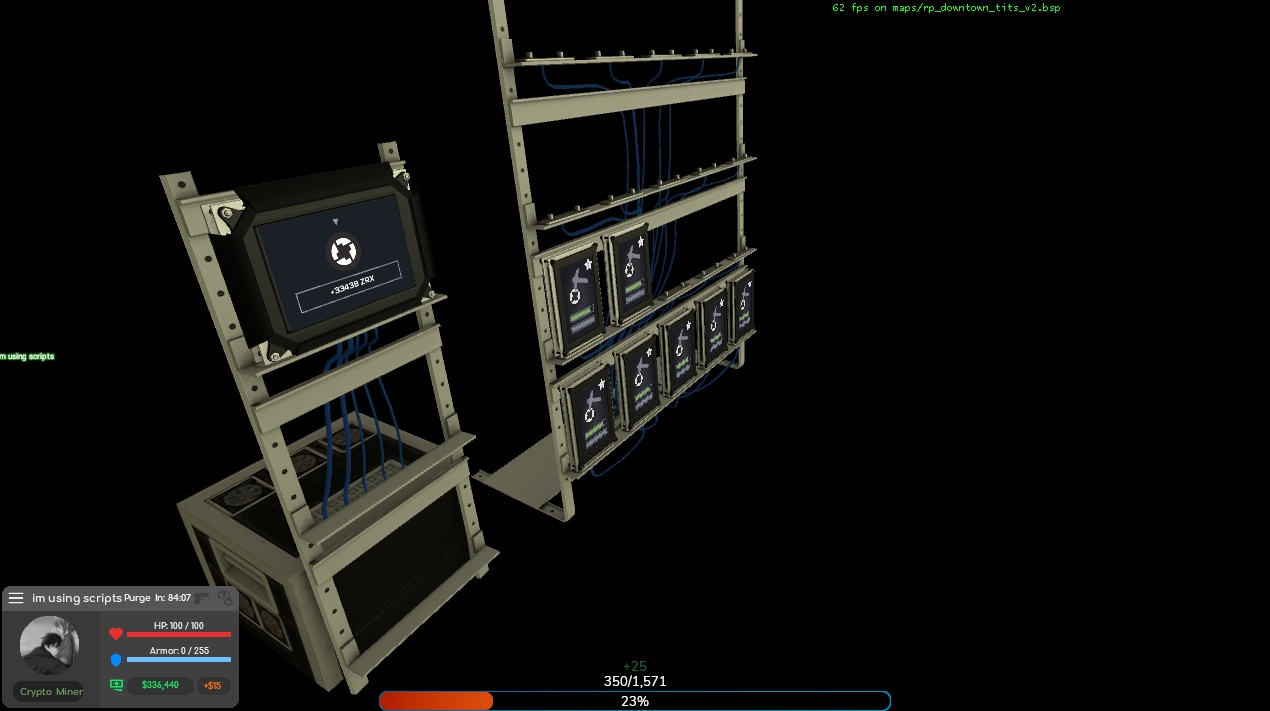 62 fps on maps/rp_downtown_tits_v2.bsp
+33438 ZRX
m using scripts
im using scripts Purge In: 84:07
HP: 100 / 100
Armor: 0 / 255
Crypto Miner
$336,440
+$15
+25
350/1,571
23%